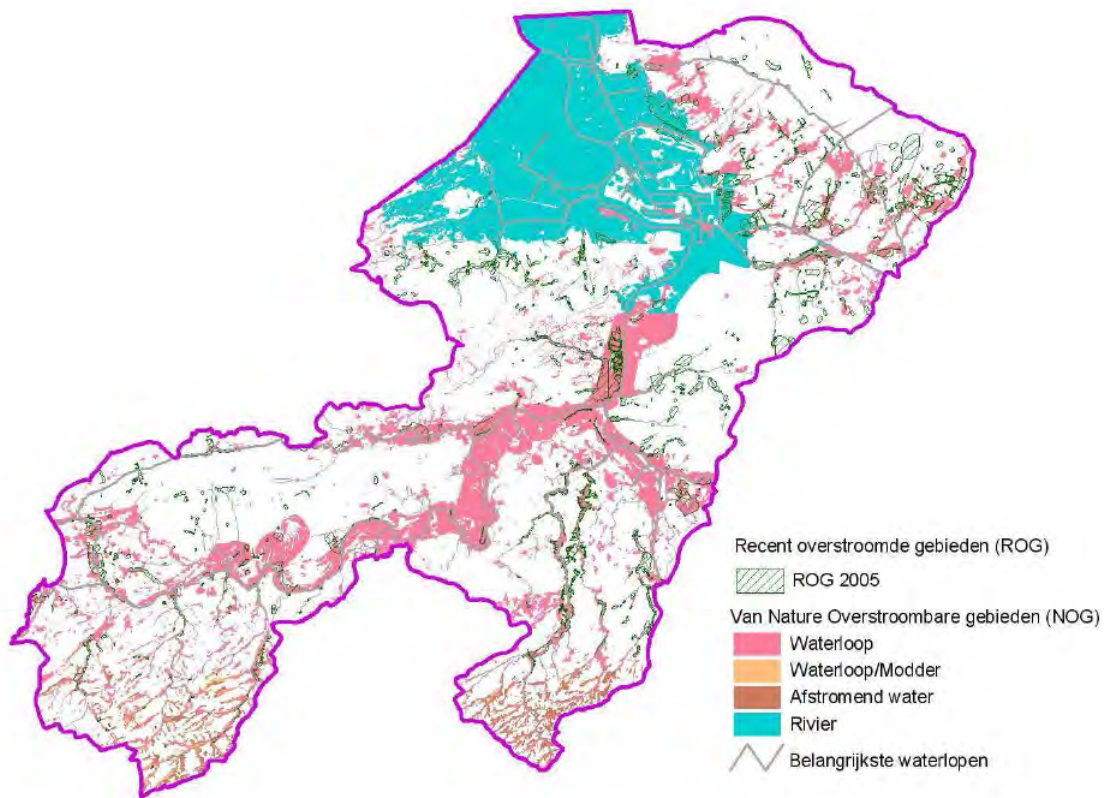 Recent overstroomde gebieden (ROG)
ROG 2005
Van Nature Overstroombare gebieden (NOG)
Waterloop
Waterloop/Modder
Afstromend water
Rivier
Belangrijkste waterlopen